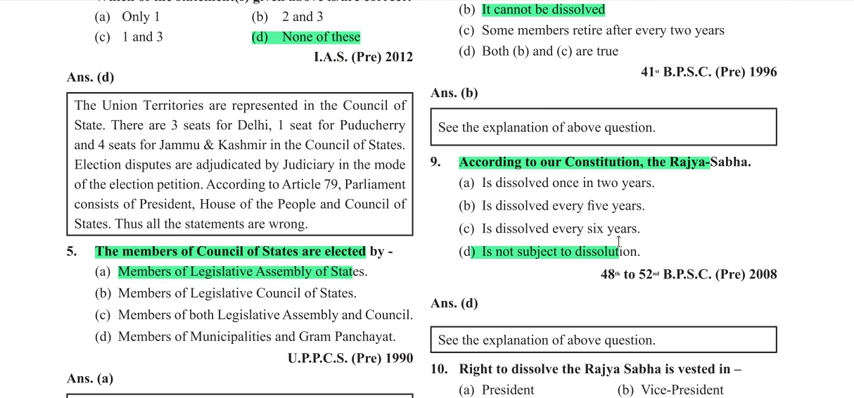 (a) Only 1 (b) 2 and 3
(c) 1 and 3 (d) None of these
I.A.S. (Pre) 2012
Ans. (d)
The Union Territories are represented in the Council of
State. There are 3 seats for Delhi, 1 seat for Puducherry
and 4 seats for Jammu & Kashmir in the Council of States.
Election disputes are adjudicated by Judiciary in the mode
of the election petition. According to Article 79, Parliament
consists of President, House of the People and Council of
States. Thus all the statements are wrong.
5. The members of Council of States are elected by -
(a) Members of Legislative Assembly of States.
(b) Members of Legislative Council of States.
(c) Members of both Legislative Assembly and Council.
(d) Members of Municipalities and Gram Panchayat.
U.P.P.C.S. (Pre) 1990
Ans. (a)
(b) It cannot be dissolved
(c) Some members retire after every two years
(d) Both (b) and (c) are true
41st B.P.S.C. (Pre) 1996
Ans. (b)
See the explanation of above question.
9. According to our Constitution, the Rajya-Sabha.
(a) Is dissolved once in two years.
(b) Is dissolved every five years.
(c) Is dissolved every six years.
(d) Is not subject to dissolution.
48th to 52nd B.P.S.C. (Pre) 2008
Ans. (d)
See the explanation of above question.
10. Right to dissolve the Rajya Sabha is vested in –
(a) President (b) Vice-President